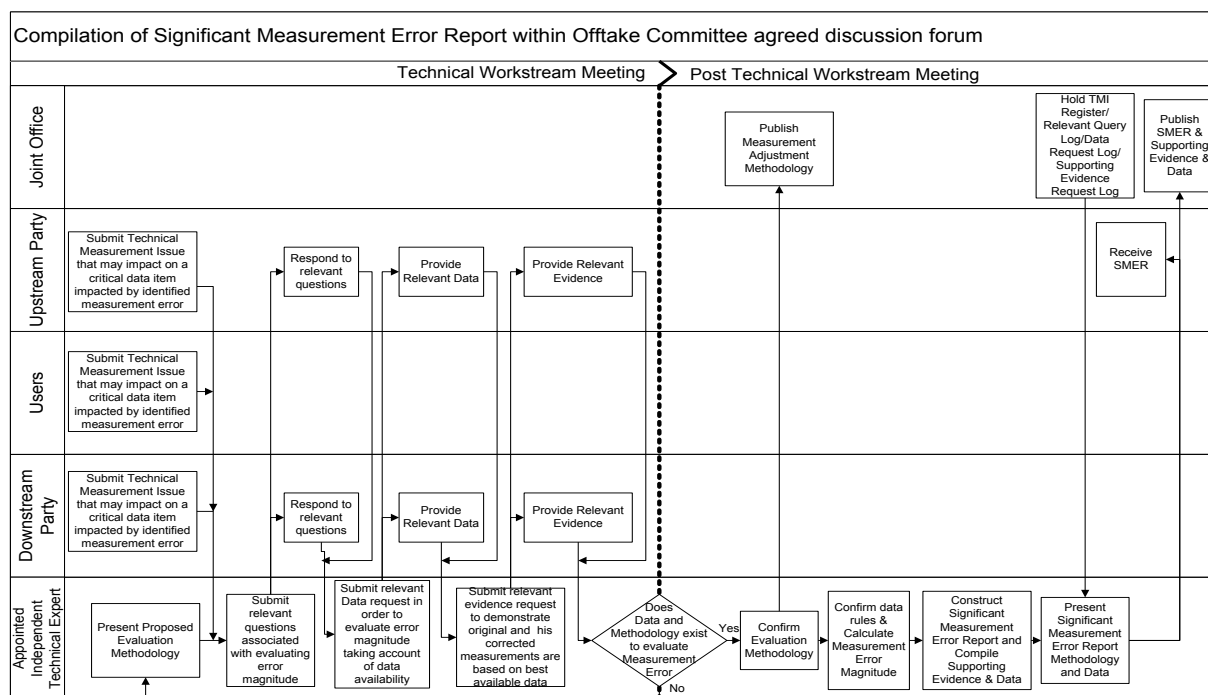 Compilation of Significant Measurement Error Report within Offtake Committee agreed discussion forum
Technical Workstream Meeting
Post Technical Workstream Meeting
Joint Office
Publish
Measurement
Adjustment
Methodology
Hold TMI
Register/
Relevant Query
Log/Data
Request Log/
Supporting
Evidence
Request Log
Publish
SMER &
Supporting
Evidence
& Data
Upstream Party
Submit Technical
Measurement Issue
that may impact on a
critical data item
impacted by identified
measurement error
Respond to
relevant
questions
Provide
Relevant Data
Provide Relevant
Evidence
Receive
SMER
Users
Submit Technical
Measurement Issue
that may impact on a
critical data item
impacted by identified
measurement error
Downstream
Party
Submit Technical
Measurement Issue
that may impact on a
critical data item
impacted by identified
measurement error
Respond to
relevant
questions
Provide
Relevant Data
Provide Relevant
Evidence
Appointed
Independent
Technical Expert
Present Proposed
Evaluation
Methodology
Submit
relevant
questions
associated
with evaluating
error
magnitude
Submit relevant
Data request in
order to
evaluate error
magnitude
taking account
of data
availability
Submit relevant
evidence request
to demonstrate
original and his
corrected
measurements are
based on best
available data
Does
Data and
Methodology exist
to evaluate
Measurement
Error
Yes
No
Confirm
Evaluation
Methodology
Confirm data
rules & Calculate
Measurement
Error
Magnitude
Construct
Significant
Measurement
Error Report and
Compile
Supporting
Evidence & Data
Present
Significant
Measurement
Error Report
Methodology
and Data